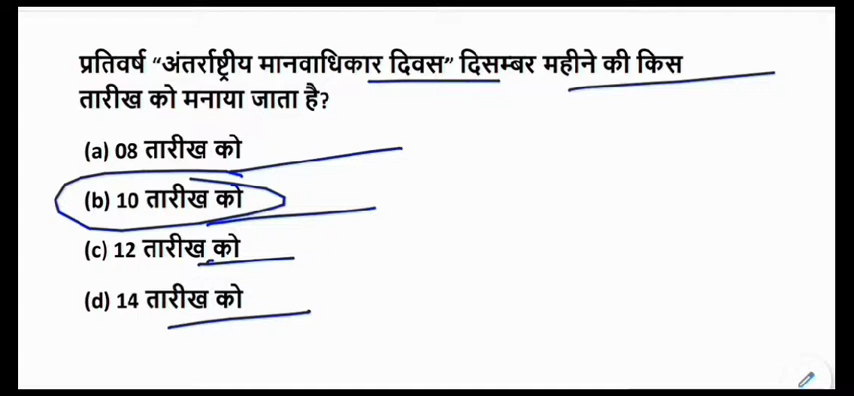 प्रतिवर्ष “अंतर्राष्ट्रीय मानवाधिकार दिवस” दिसम्बर महीने की किस
तारीख को मनाया जाता है?
(a) 08 तारीख को
(b) 10 तारीख को
(c) 12 तारीख को
(d) 14 तारीख को